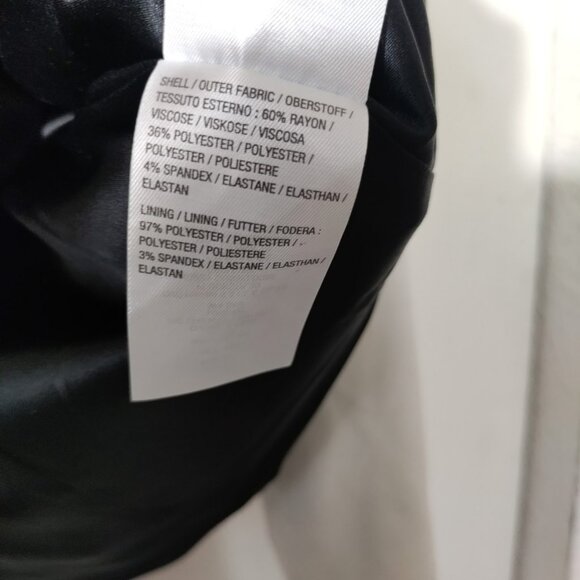 SHELL / OUTER FABRIC / OBERSTOFF /
TESSUTO ESTERNO : 60% RAYON /
VISCOSE / VISKOSE / VISCOSA
36% POLYESTER / POLYESTER /
POLYESTER / POLIESTERE
4% SPANDEX / ELASTANE / ELASTHAN /
ELASTAN
LINING / LINING / FUTTER / FODERA :
97% POLYESTER / POLYESTER /
POLYESTER / POLIESTERE
3% SPANDEX / ELASTANE / ELASTHAN /
ELASTAN